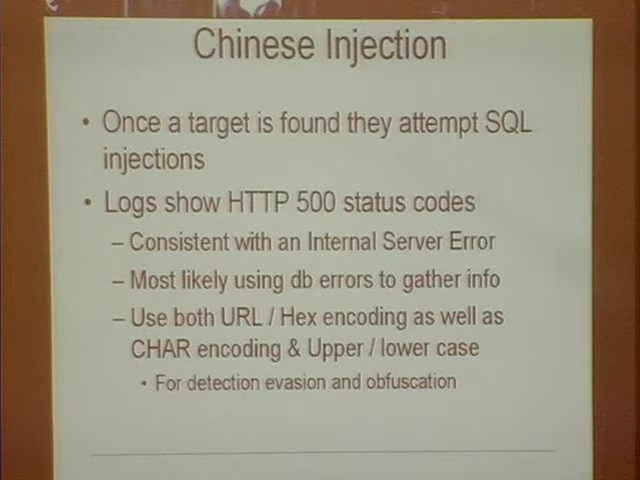 Chinese Injection
• Once a target is found they attempt SQL
injections
• Logs show HTTP 500 status codes
– Consistent with an Internal Server Error
– Most likely using db errors to gather info
– Use both URL / Hex encoding as well as
CHAR encoding & Upper / lower case
• For detection evasion and obfuscation